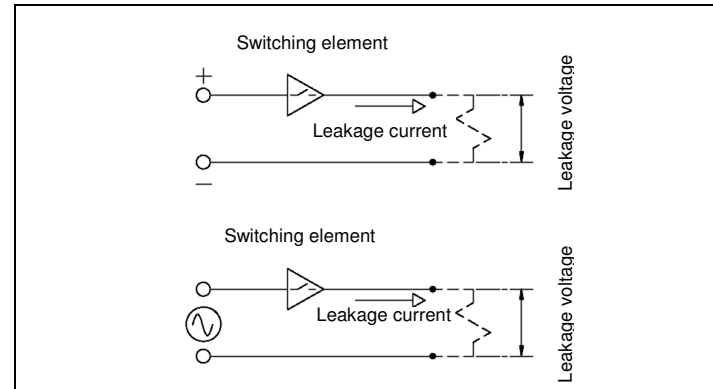 Switching element
+
Leakage current
Leakage voltage
−
Switching element
Leakage current
Leakage voltage